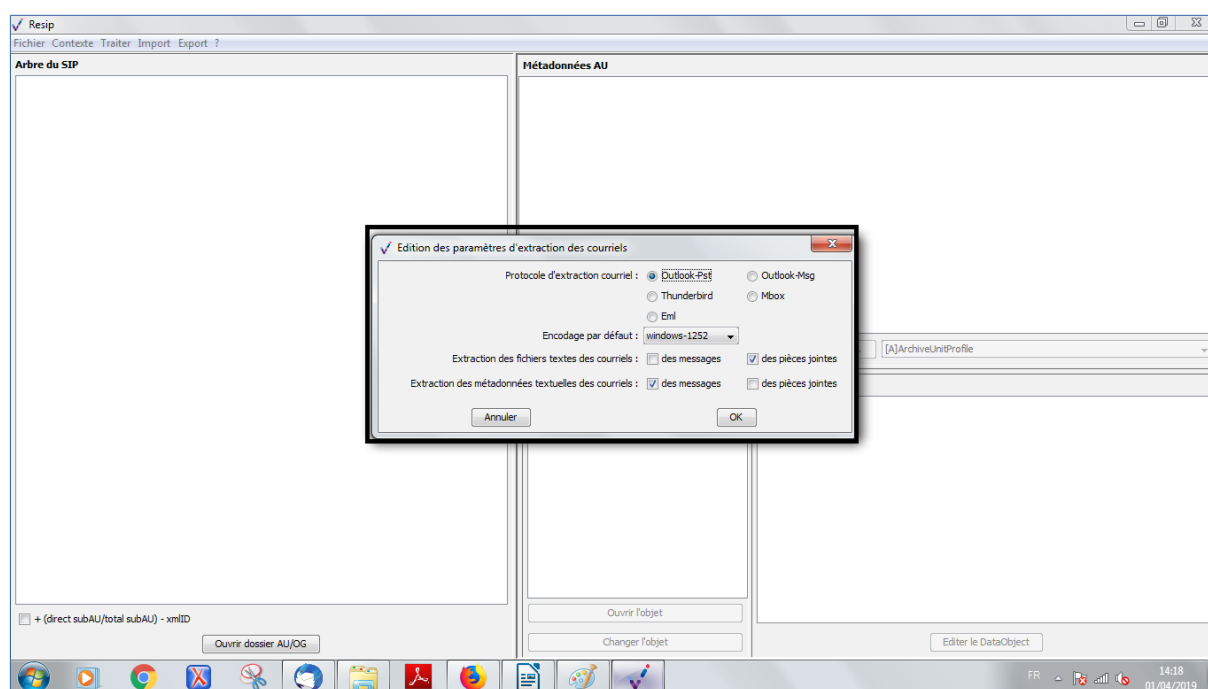 Resip
Fichier Contexte Traiter Import Export ?
Arbre du SIP
Métadonnées AU
Edition des paramètres d'extraction des courriels
Protocole d'extraction courriel : Outlook-Pst Outlook-Msg
Thunderbird Mbox
Eml
Encodage par défaut : windows-1252
Extraction des fichiers textes des courriels : des messages des pièces jointes
Extraction des métadonnées textuelles des courriels : des messages des pièces jointes
Annuler OK
[A]ArchiveUnitProfile
Ouvrir l'objet
+ (direct subAU/total subAU) - xmlID
Ouvrir dossier AU/OG
Changer l'objet
Editer le DataObject
FR
14:18
01/04/2019